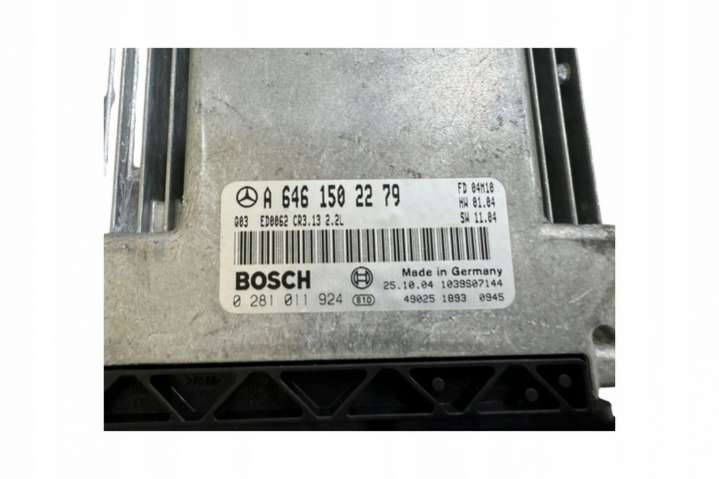 A 646 150 22 79
FD 04M10
HW 01.04
Q03 ED0062 CR3.13 2.2L
SW 11.04
BOSCH
Made in Germany
25.10.04 1039S07144
0 281 011 924
49025 1893 0945